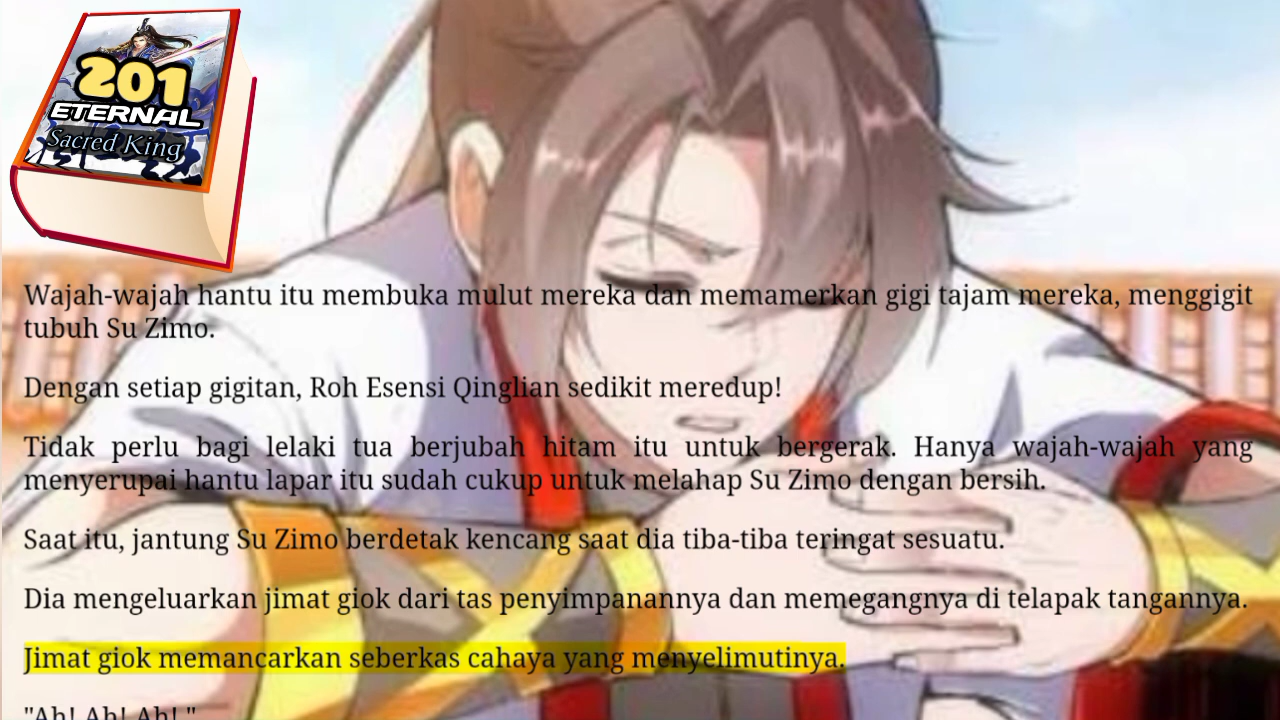 201
ETERNAL
Sacred King
Wajah-wajah hantu itu membuka mulut mereka dan memamerkan gigi tajam mereka, menggigit
tubuh Su Zimo.
Dengan setiap gigitan, Roh Esensi Qinglian sedikit meredup!
Tidak perlu bagi lelaki tua berjubah hitam itu untuk bergerak. Hanya wajah-wajah yang
menyerupai hantu lapar itu sudah cukup untuk melahap Su Zimo dengan bersih.
Saat itu, jantung Su Zimo berdetak kencang saat dia tiba-tiba teringat sesuatu.
Dia mengeluarkan jimat giok dari tas penyimpanannya dan memegangnya di telapak tangannya.
Jimat giok memancarkan seberkas cahaya yang menyelimutinya.
"Ah! Ah! Ah! "